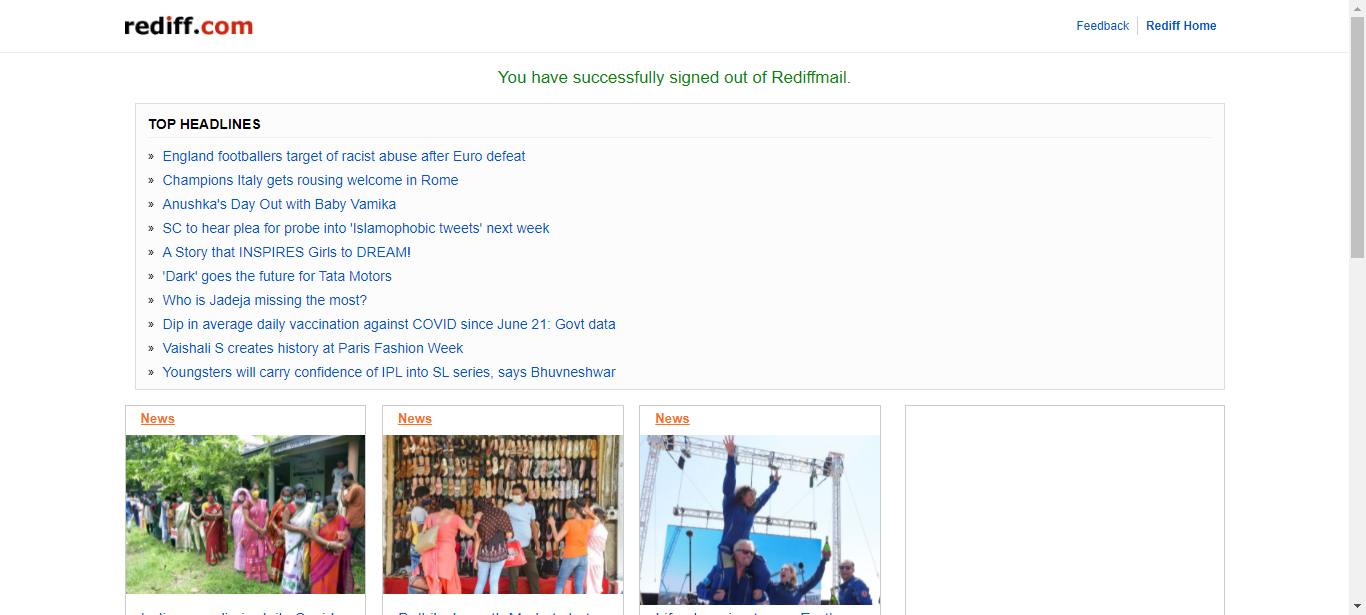 rediff.com
Feedback
Rediff Home
You have successfully signed out of Rediffmail.
TOP HEADLINES
» England footballers target of racist abuse after Euro defeat
» Champions Italy gets rousing welcome in Rome
» Anushka's Day Out with Baby Vamika
» SC to hear plea for probe into 'Islamophobic tweets' next week
» A Story that INSPIRES Girls to DREAM!
» 'Dark' goes the future for Tata Motors
» Who is Jadeja missing the most?
» Dip in average daily vaccination against COVID since June 21: Govt data
» Vaishali S creates history at Paris Fashion Week
» Youngsters will carry confidence of IPL into SL series, says Bhuvneshwar
News
News
News